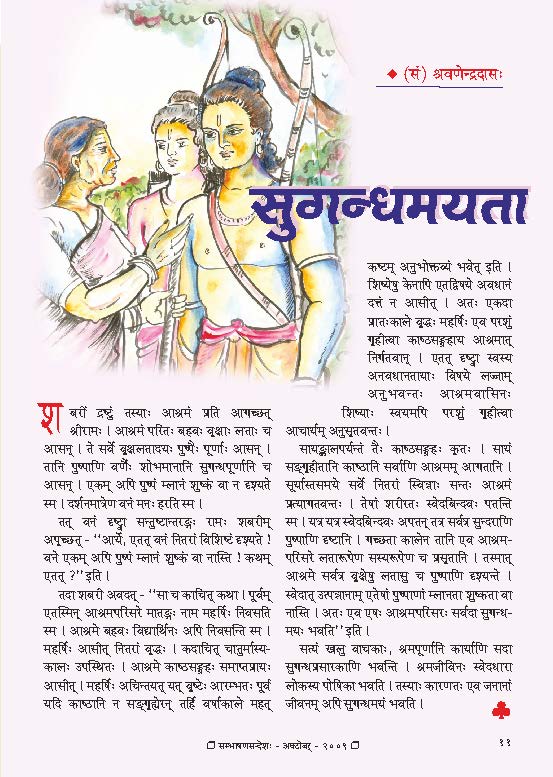 ◆ (सं) श्रवणेन्द्रदासः
सुगन्धमयता
शबरीं द्रष्टुं तस्याः आश्रमं प्रति आगच्छत्
श्रीरामः । आश्रमं परितः बहवः वृक्षाः लताः च
आसन् । ते सर्वे वृक्षलतादयः पुष्पैः पूर्णाः आसन् ।
तानि पुष्पाणि वर्णैः शोभमानानि सुगन्धपूर्णानि च
आसन् । एकम् अपि पुष्पं म्लानं शुष्कं वा न दृश्यते
स्म । दर्शनमात्रेण वनं मनः हरति स्म ।
तत् वनं दृष्ट्वा सन्तुष्टान्तरङ्गः रामः शबरीम्
अपृच्छत् - ‘‘आर्ये, एतत् वनं नितरां विशिष्टं दृश्यते !
वने एकम् अपि पुष्पं म्लानं शुष्कं वा नास्ति ! कथम्
एतत् ?’’ इति ।
तदा शबरी अवदत् - ‘‘सा च काचित् कथा । पूर्वम्
एतस्मिन् आश्रमपरिसरे मातङ्गः नाम महर्षिः निवसति
स्म । आश्रमे बहवः विद्यार्थिनः अपि निवसन्ति स्म ।
महर्षिः आसीत् नितरां वृद्धः । कदाचित् चातुर्मास्य-
कालः उपस्थितः । आश्रमे काष्ठसङ्ग्रहः समाप्तप्रायः
आसीत् । महर्षिः अचिन्तयत् यत् वृष्टेः आरम्भतः पूर्वं
यदि काष्ठानि न सङ्गृह्येरन् तर्हि वर्षाकाले महत्
कष्टम् अनुभोक्तव्यं भवेत् इति ।
शिष्येषु केनापि एतद्विषये अवधानं
दत्तं न आसीत् । अतः एकदा
प्रातःकाले वृद्धः महर्षिः एव परशुं
गृहीत्वा काष्ठसङ्ग्रहाय आश्रमात्
निर्गतवान् । एतत् दृष्ट्वा स्वस्य
अनवधानतायाः विषये लज्जाम्
अनुभवन्तः आश्रमवासिनः
शिष्याः स्वयमपि परशुं गृहीत्वा
आचार्यम् अनुसृतवन्तः ।
सायङ्कालपर्यन्तं तैः काष्ठसङ्ग्रहः कृतः । सायं
सङ्गृहीतानि काष्ठानि सर्वाणि आश्रमम् आगतानि ।
सूर्यास्तसमये सर्वे नितरां स्विन्नाः सन्तः आश्रमं
प्रत्यागतवन्तः । तेषां शरीरतः स्वेदबिन्दवः पतन्ति
स्म । यत्र यत्र स्वेदबिन्दवः अपतन् तत्र सर्वत्र सुन्दराणि
पुष्पाणि दृष्टानि । गच्छता कालेन तानि एव आश्रम-
परिसरे लतारूपेण सस्यरूपेण च प्रसृतानि । तस्मात्
आश्रमे सर्वत्र वृक्षेषु लतासु च पुष्पाणि दृश्यन्ते ।
स्वेदात् उत्पन्नानाम् एतेषां पुष्पाणां म्लानता शुष्कता वा
नास्ति । अतः एव एषः आश्रमपरिसरः सर्वदा सुगन्ध-
मयः भवति’’ इति ।
सत्यं खलु वाचकाः, श्रमपूर्णानि कार्याणि सदा
सुगन्धप्रसारकाणि भवन्ति । श्रमजीविनः स्वेदधारा
लोकस्य पोषिका भवति । तस्याः कारणतः एव जनानां
जीवनम् अपि सुगन्धमयं भवति ।
❐ सम्भाषणसन्देशः - अक्टोबर् - २००९ ❐
११